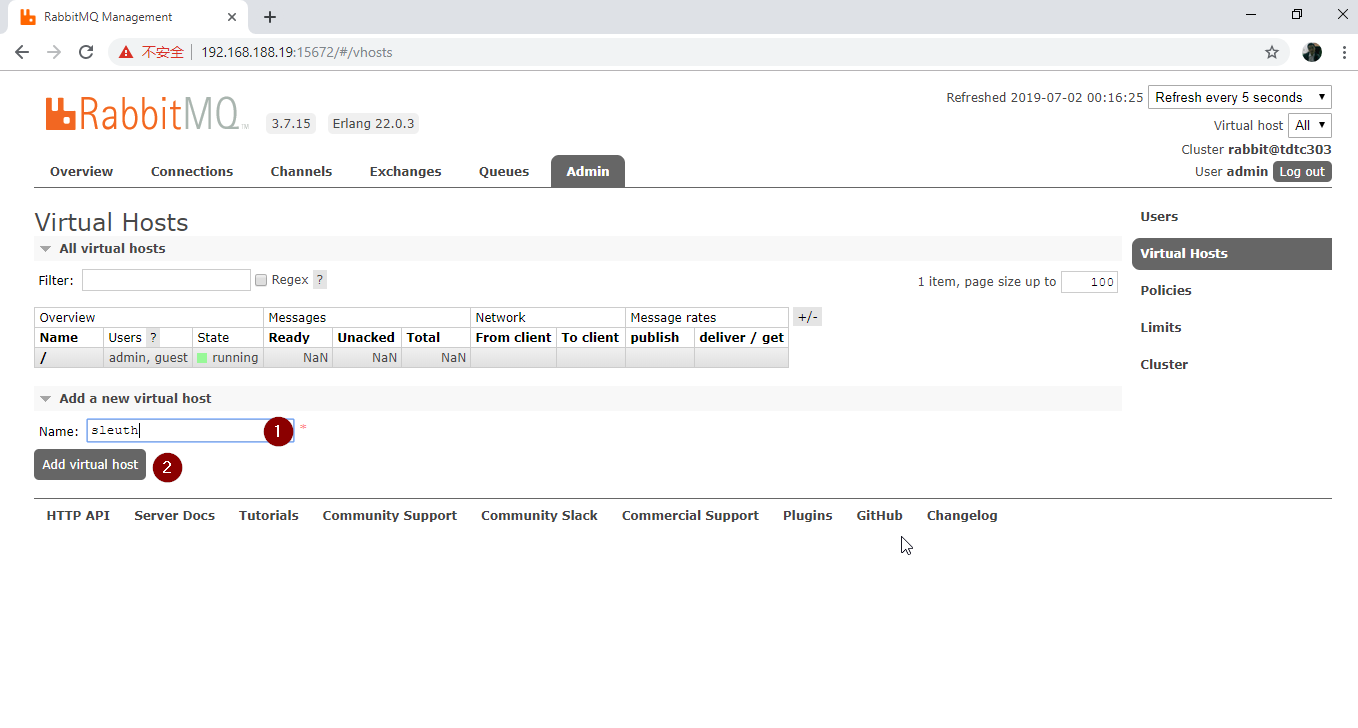 RabbitMQ Management
不安全 192.168.188.19:15672/#/vhosts
RabbitMQ™ 3.7.15 Erlang 22.0.3
Refreshed 2019-07-02 00:16:25 Refresh every 5 seconds
Virtual host All
Cluster rabbit@tdtc303
User admin Log out
Overview Connections Channels Exchanges Queues Admin
Virtual Hosts
All virtual hosts
Filter: Regex ? 1 item, page size up to 100
Overview Messages Network Message rates +/-
Name Users ? State Ready Unacked Total From client To client publish deliver / get
/ admin, guest running NaN NaN NaN
Add a new virtual host
Name: sleuth 1 *
Add virtual host 2
Users
Virtual Hosts
Policies
Limits
Cluster
HTTP API Server Docs Tutorials Community Support Community Slack Commercial Support Plugins GitHub Changelog